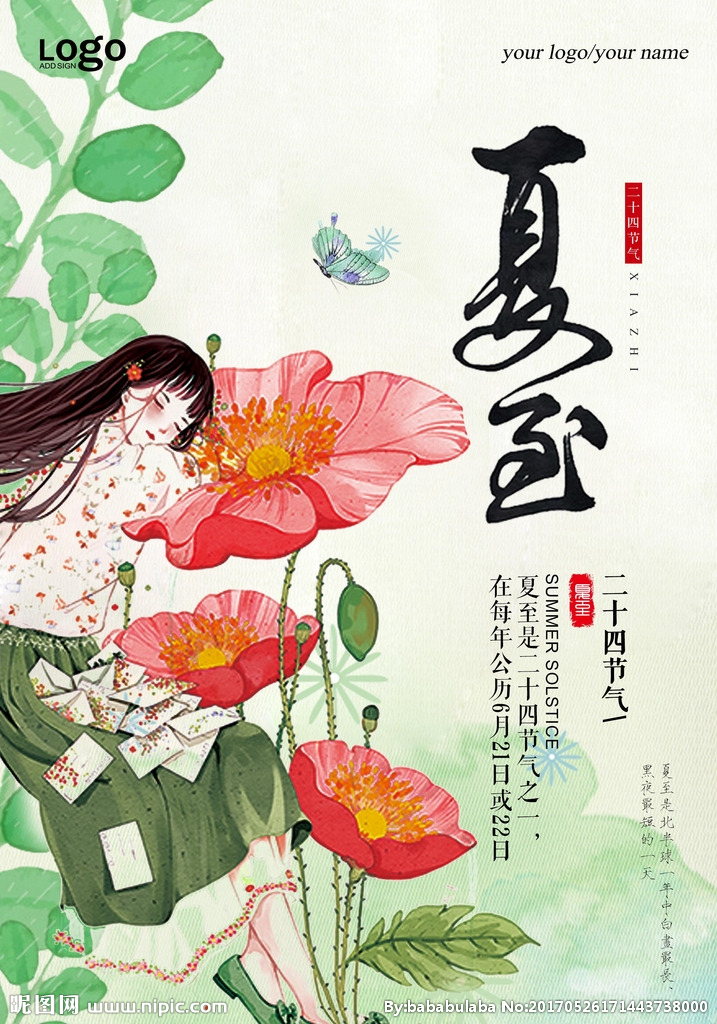 LOGO
ADD SIGN
your logo/your name
夏至
二十四节气
XIAZHI
二十四节气/
夏至
SUMMER SOLSTICE
夏至是二十四节气之一，
在每年公历6月21日或22日
夏至是北半球一年中白昼最长、
黑夜最短的一天
昵图网 www.nipic.com
By:bababulaba No:20170526171443738000